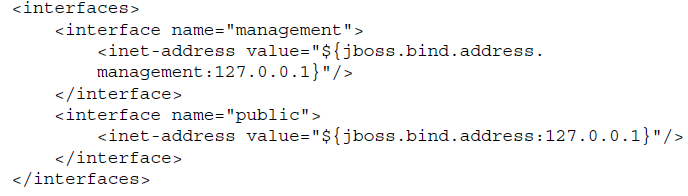 <interfaces>
    <interface name="management">
        <inet-address value="${jboss.bind.address.
        management:127.0.0.1}"/>
    </interface>
    <interface name="public">
        <inet-address value="${jboss.bind.address:127.0.0.1}"/>
    </interface>
</interfaces>